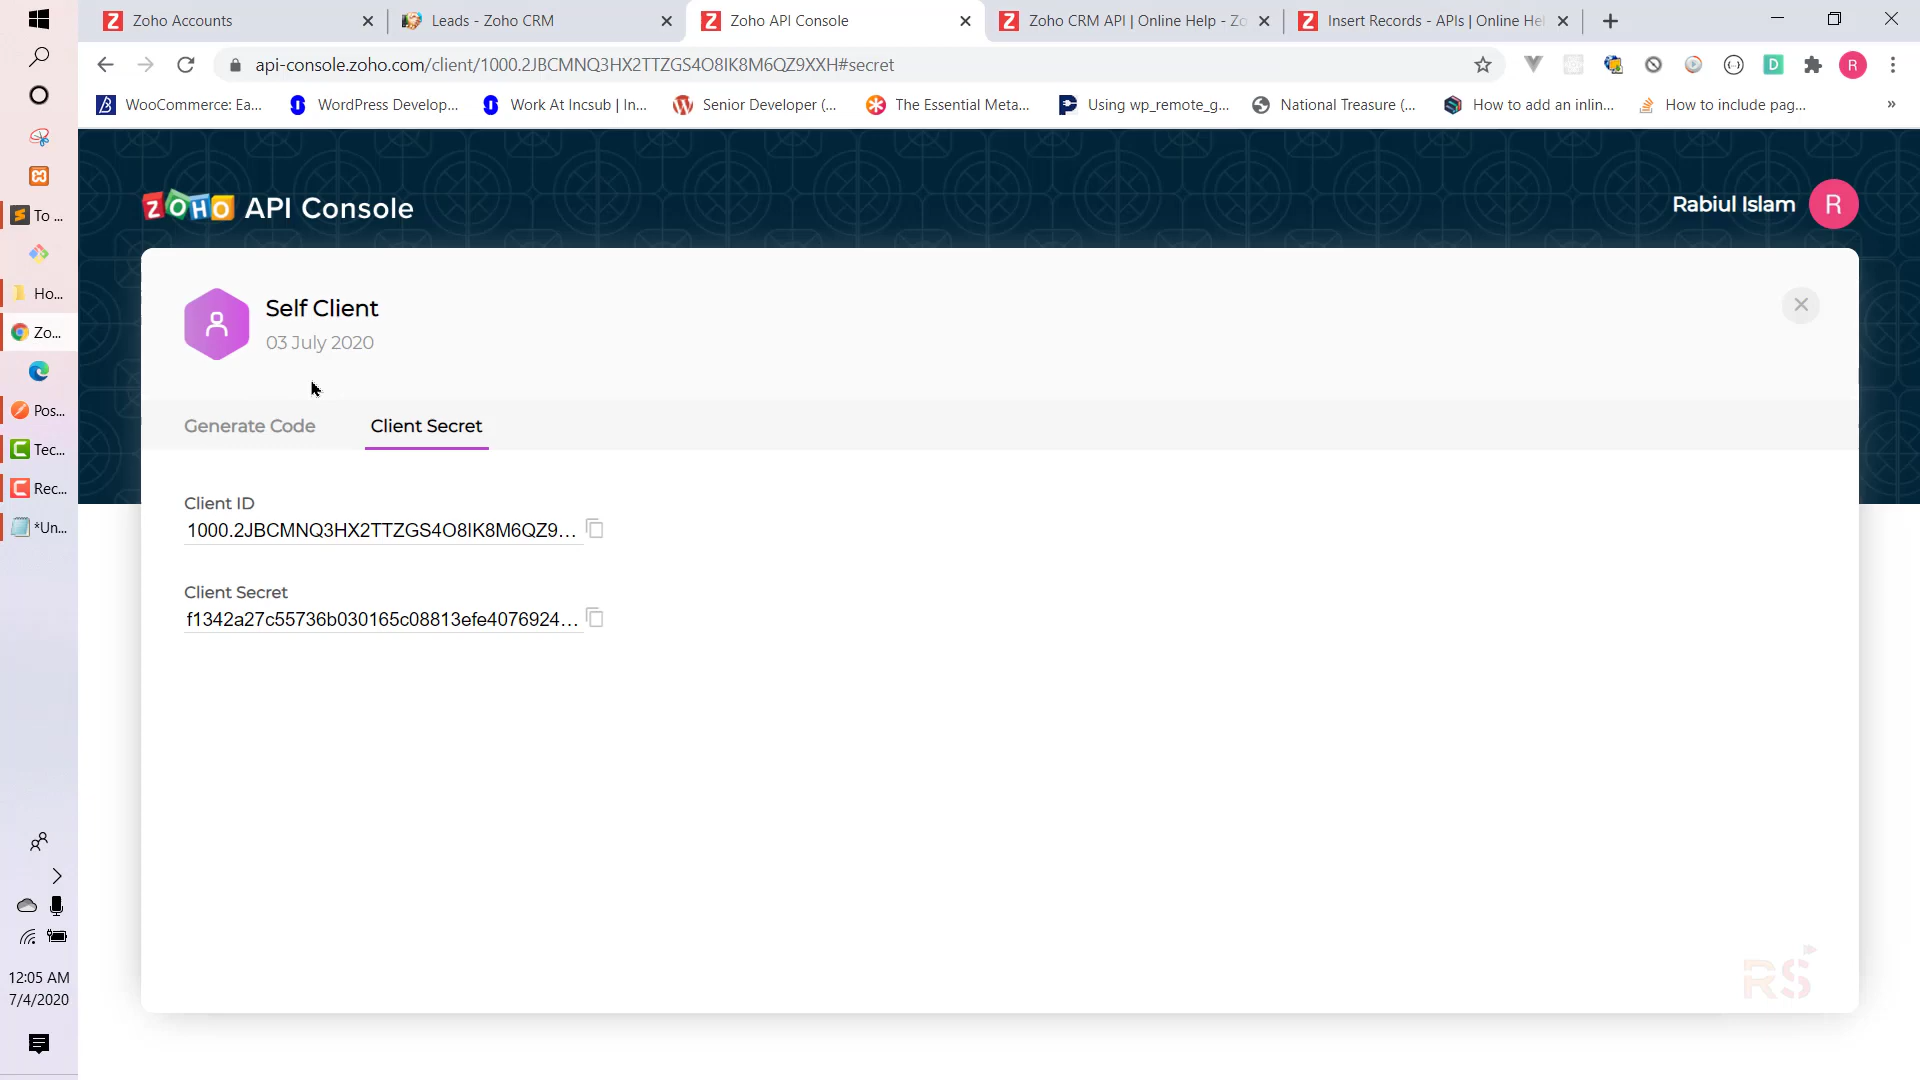 Zoho Accounts
Leads - Zoho CRM
Zoho API Console
Zoho CRM API | Online Help - Zo
Insert Records - APIs | Online Hel
api-console.zoho.com/client/1000.2JBCMNQ3HX2TTZGS4O8IK8M6QZ9XXH#secret
D
R
WooCommerce: Ea...
WordPress Develop...
Work At Incsub | In...
Senior Developer (...
The Essential Meta...
Using wp_remote_g...
National Treasure (...
How to add an inlin...
How to include pag...
»
To ...
Ho...
Zo...
Pos...
Tec...
Rec...
*Un...
12:05 AM
7/4/2020
ZOHO API Console
Rabiul Islam
R
Self Client
03 July 2020
Generate Code
Client Secret
Client ID
1000.2JBCMNQ3HX2TTZGS4O8IK8M6QZ9...
Client Secret
f1342a27c55736b030165c08813efe4076924...
RS